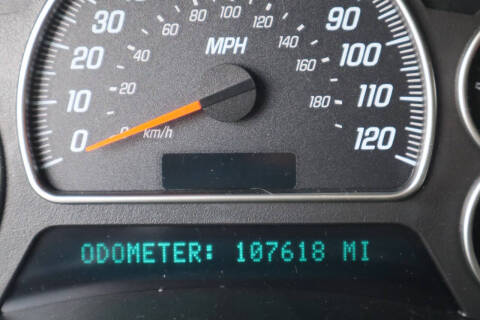 30 40 60 80 100 120 90
20 40 MPH 140 100
10 20 160 110
0 0 km/h 180 120
ODOMETER: 107618 MI